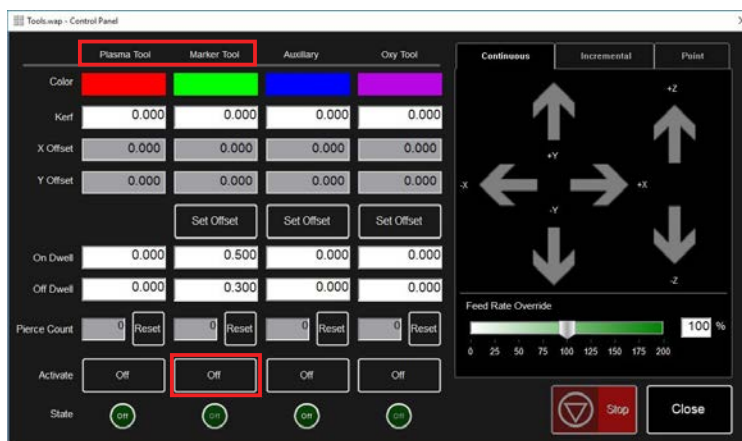 Tools.wap - Control Panel
Plasma Tool Marker Tool Auxiliary Oxy Tool
Color
Kerf 0.000 0.000 0.000 0.000
X Offset 0.000 0.000 0.000 0.000
Y Offset 0.000 0.000 0.000 0.000
Set Offset Set Offset Set Offset
On Dwell 0.000 0.500 0.000 0.000
Off Dwell 0.000 0.300 0.000 0.000
Pierce Count 0 Reset 0 Reset 0 Reset 0 Reset
Activate Off Off Off Off
State Off Off Off Off
Continuous Incremental Point
+Z
+Y
-X +X
-Y
-Z
Feed Rate Override
100 %
0 25 50 75 100 125 150 175 200
Stop Close